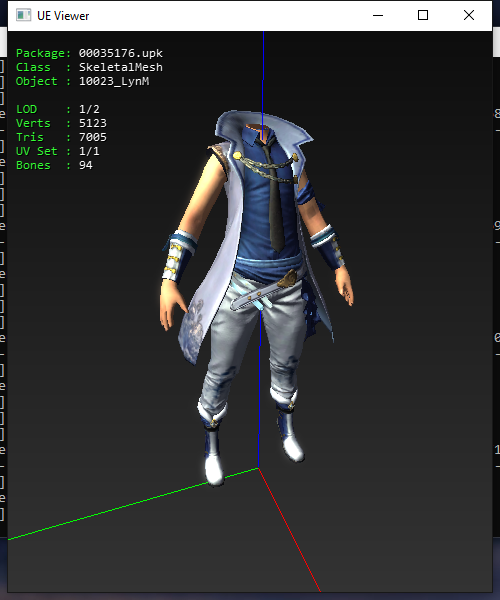 UE Viewer
Package: 00035176.upk
Class : SkeletalMesh
Object : 10023_LynM
LOD : 1/2
Verts : 5123
Tris : 7005
UV Set : 1/1
Bones : 94